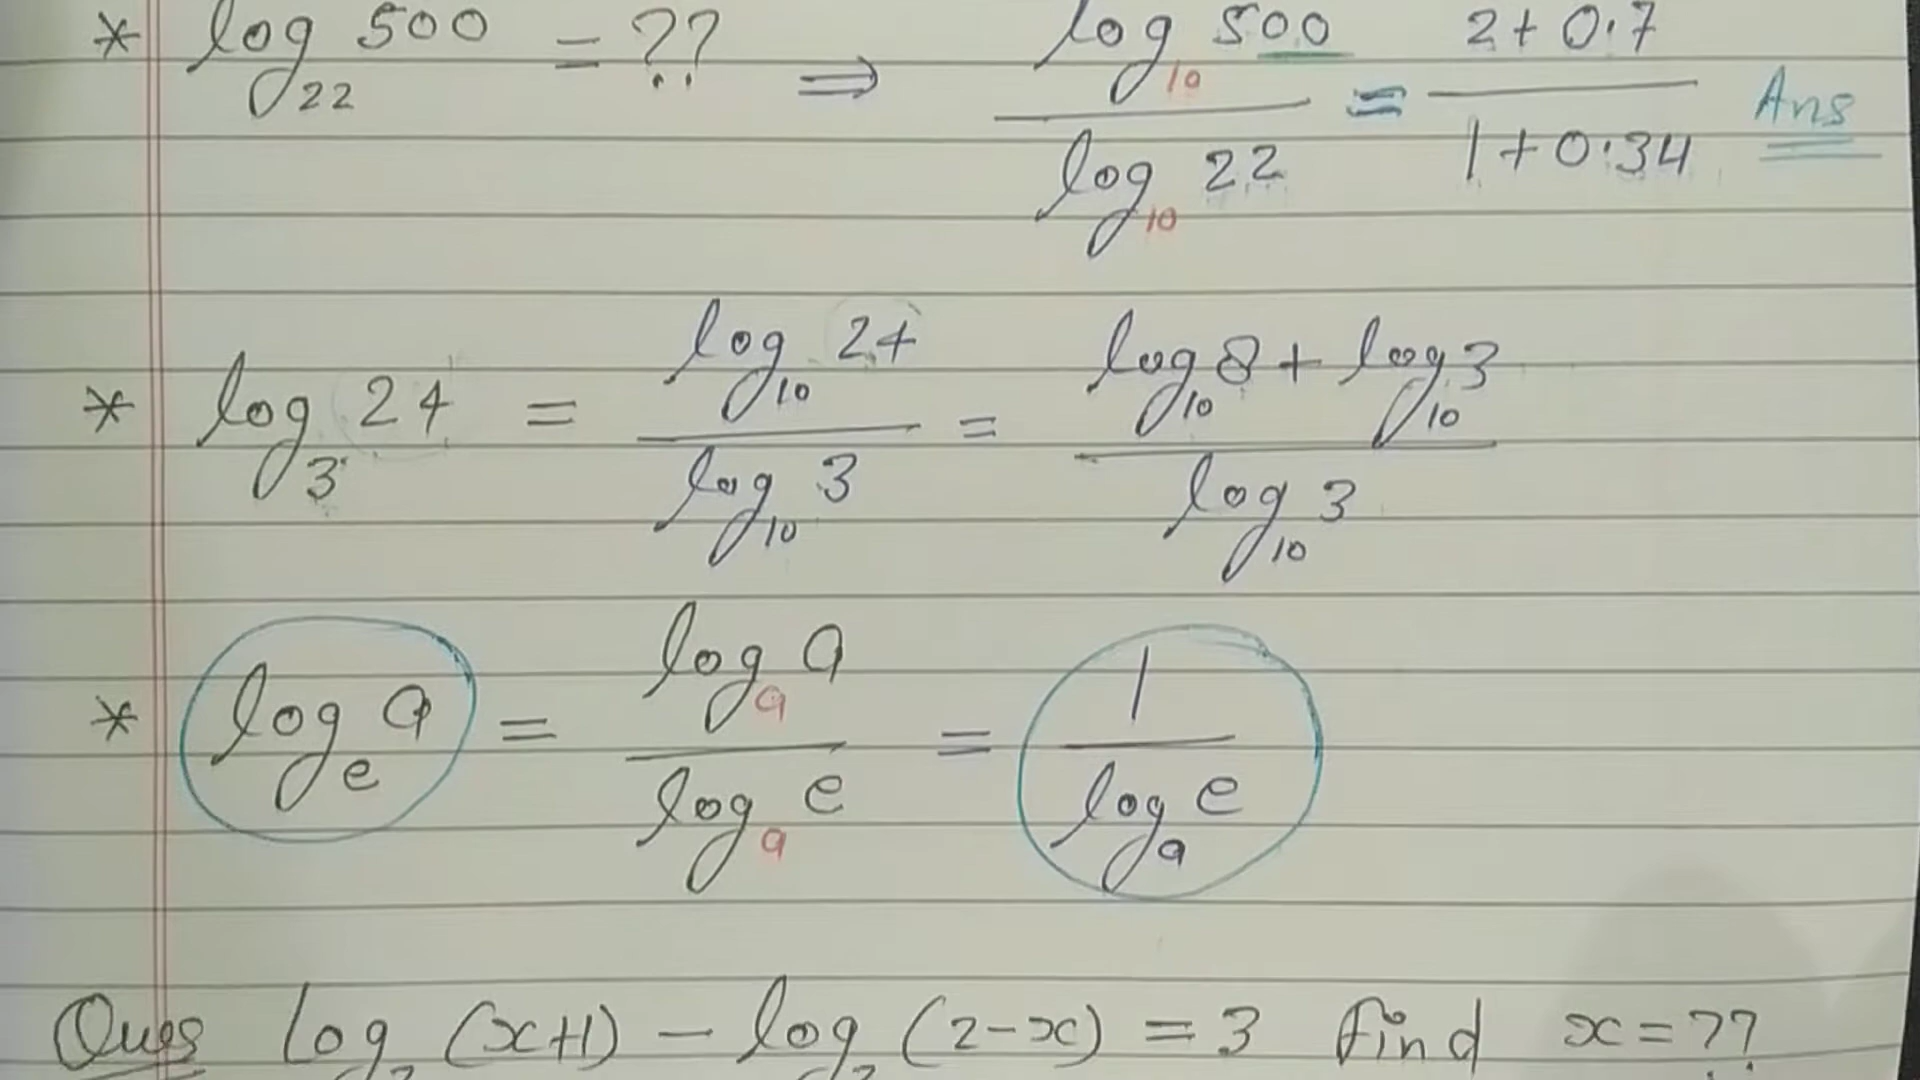 * log₂₂ 500 = ?? ⇒ log₁₀ 500 / log₁₀ 22 = 2 + 0.7 / 1 + 0.34 Ans
* log₃ 24 = log₁₀ 24 / log₁₀ 3 = log₁₀ 8 + log₁₀ 3 / log₁₀ 3
* logₑ a = logₐ a / logₐ e = 1 / logₐ e
Ques log (x+1) − log (2−x) = 3 find x = ??